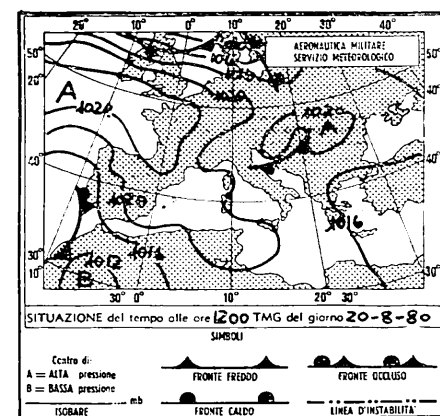 20° 10° 0° 10° 20° 30° 40°
AERONAUTICA MILITARE
SERVIZIO METEOROLOGICO
50°
50°
20°
A
1020
1020
A
40°
40°
40°
1020
1016
1012
1016
B
30°
10°
30°
30° 0° 10° 20° 30°
SITUAZIONE del tempo alle ore 1200 TMG del giorno 20-8-80
SIMBOLI
Centro di:
A = ALTA pressione
B = BASSA pressione
FRONTE FREDDO
FRONTE OCCLUSO
mb
ISOBARE
FRONTE CALDO
LINEA D'INSTABILITA'